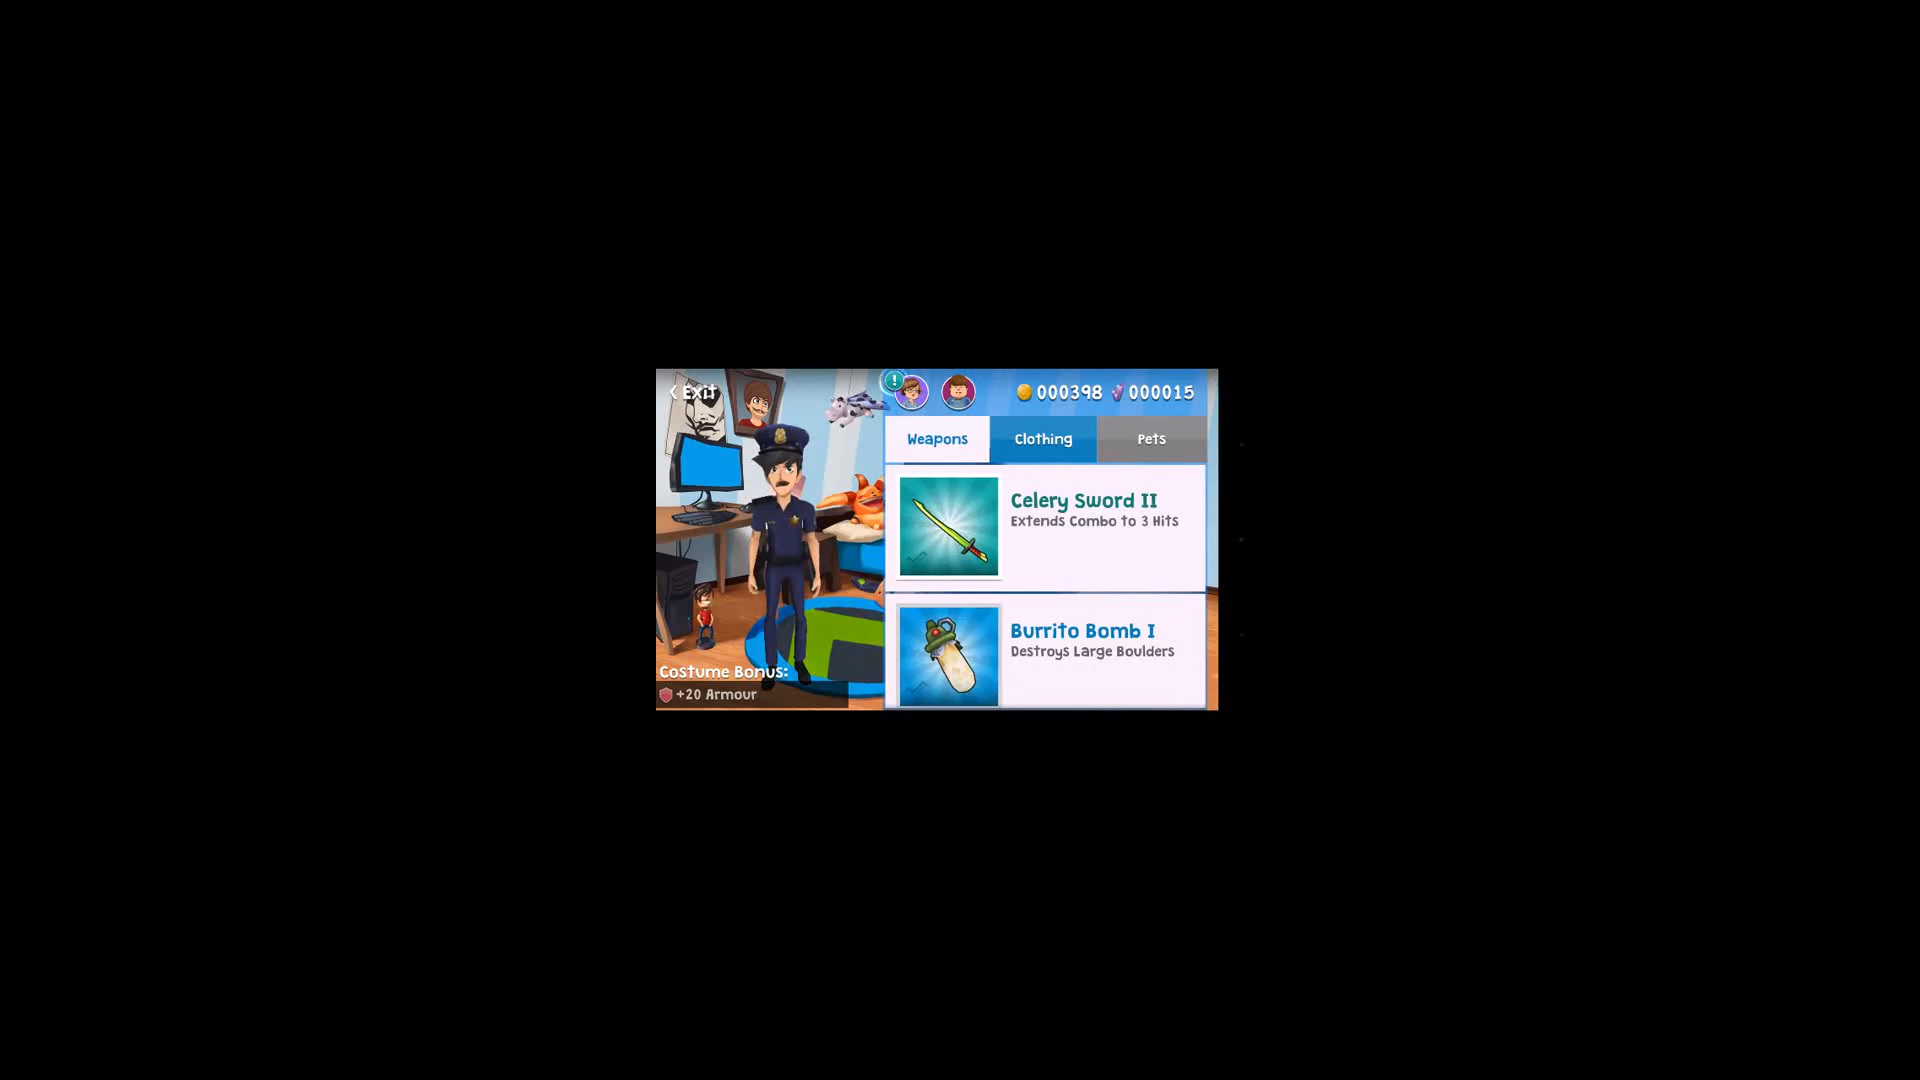 Exit
! 000398 000015
Weapons Clothing Pets
Celery Sword II
Extends Combo to 3 Hits
Burrito Bomb I
Destroys Large Boulders
Costume Bonus:
+20 Armour